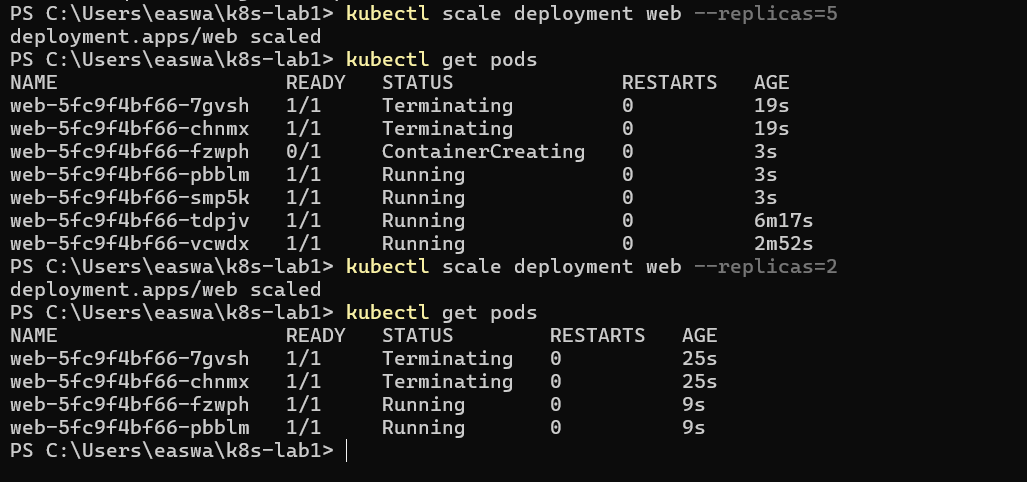 PS C:\Users\easwa\k8s-lab1> kubectl scale deployment web --replicas=5
deployment.apps/web scaled
PS C:\Users\easwa\k8s-lab1> kubectl get pods
NAME                   READY   STATUS              RESTARTS   AGE
web-5fc9f4bf66-7gvsh   1/1     Terminating         0          19s
web-5fc9f4bf66-chnmx   1/1     Terminating         0          19s
web-5fc9f4bf66-fzwph   0/1     ContainerCreating   0          3s
web-5fc9f4bf66-pbblm   1/1     Running             0          3s
web-5fc9f4bf66-smp5k   1/1     Running             0          3s
web-5fc9f4bf66-tdpjv   1/1     Running             0          6m17s
web-5fc9f4bf66-vcwdx   1/1     Running             0          2m52s
PS C:\Users\easwa\k8s-lab1> kubectl scale deployment web --replicas=2
deployment.apps/web scaled
PS C:\Users\easwa\k8s-lab1> kubectl get pods
NAME                   READY   STATUS        RESTARTS   AGE
web-5fc9f4bf66-7gvsh   1/1     Terminating   0          25s
web-5fc9f4bf66-chnmx   1/1     Terminating   0          25s
web-5fc9f4bf66-fzwph   1/1     Running       0          9s
web-5fc9f4bf66-pbblm   1/1     Running       0          9s
PS C:\Users\easwa\k8s-lab1>